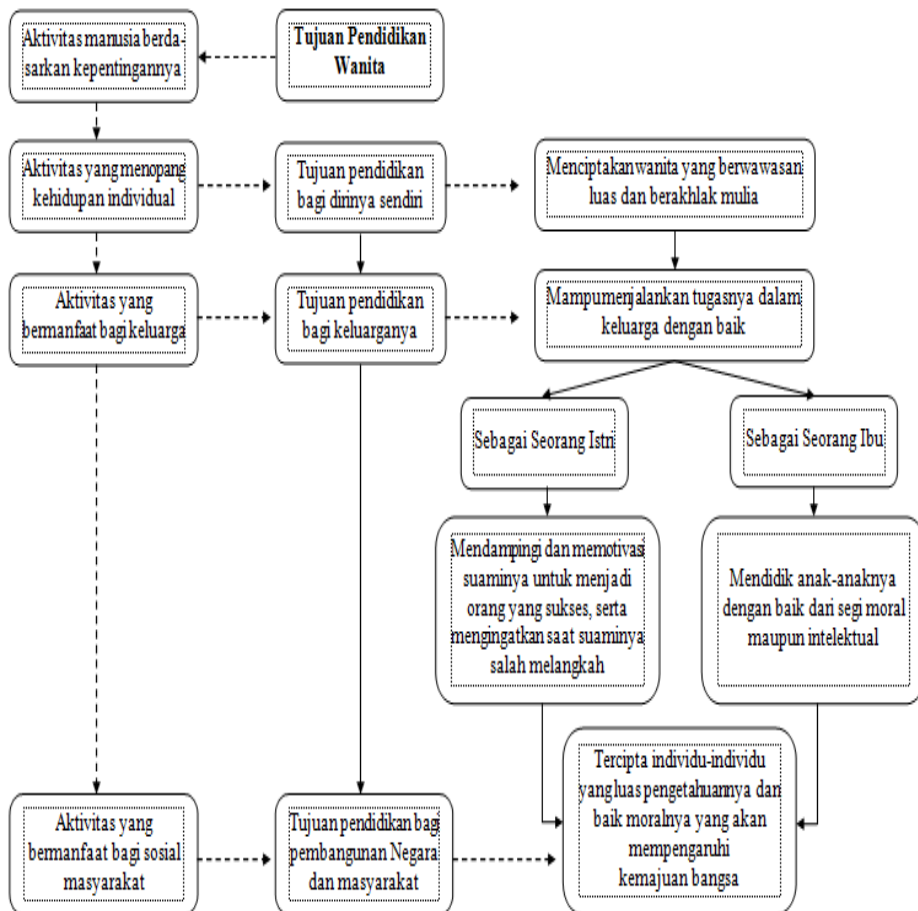 Aktivitas manusia berda-
sarkan kepentingannya
Tujuan Pendidikan
Wanita
Aktivitas yang menopang
kehidupan individual
Tujuan pendidikan
bagi dirinya sendiri
Menciptakan wanita yang berwawasan
luas dan berakhlak mulia
Aktivitas yang
bermanfaat bagi keluarga
Tujuan pendidikan
bagi keluarganya
Mampumenjalankan tugasnya dalam
keluarga dengan baik
Sebagai Seorang Istri
Sebagai Seorang Ibu
Mendampingi dan memotivasi
suaminya untuk menjadi
orang yang sukses, serta
mengingatkan saat suaminya
salah melangkah
Mendidik anak-anaknya
dengan baik dari segi moral
maupun intelektual
Aktivitas yang
bermanfaat bagi sosial
masyarakat
Tujuan pendidikan bagi
pembangunan Negara
dan masyarakat
Tercipta individu-individu
yang luas pengetahuannya dan
baik moralnya yang akan
mempengaruhi
kemajuan bangsa